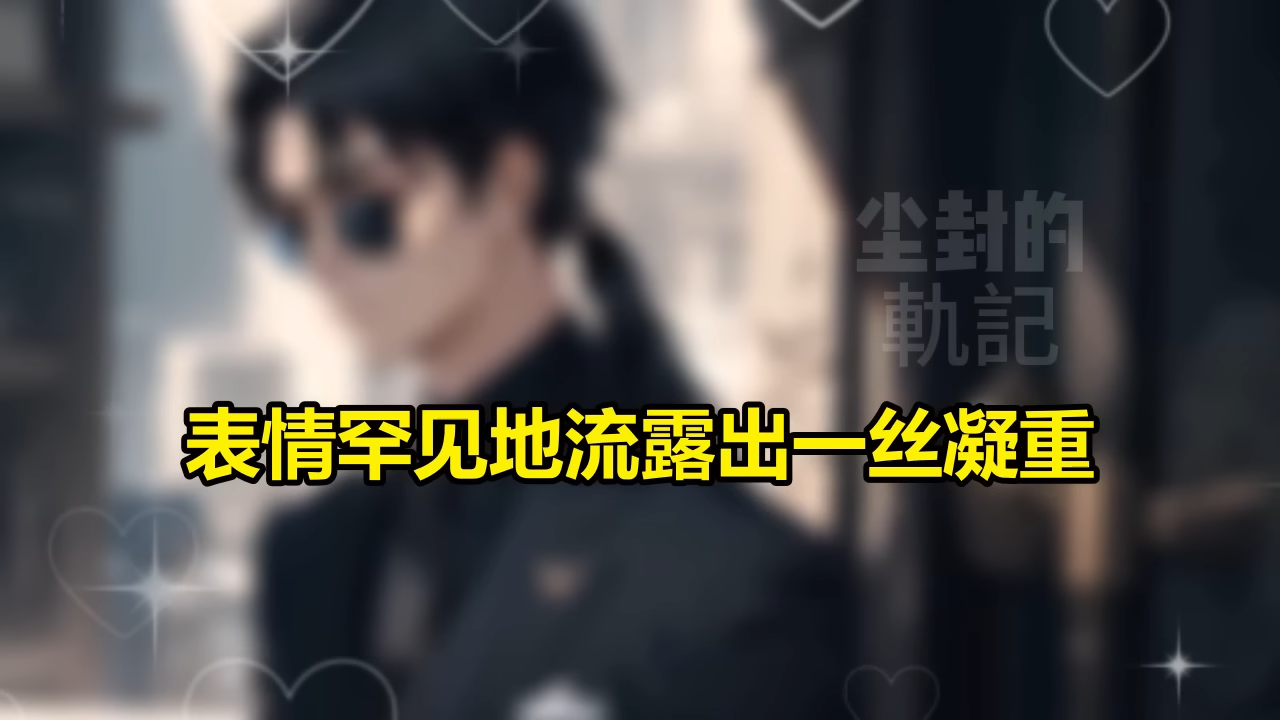 尘封的
軌記
表情罕见地流露出一丝凝重